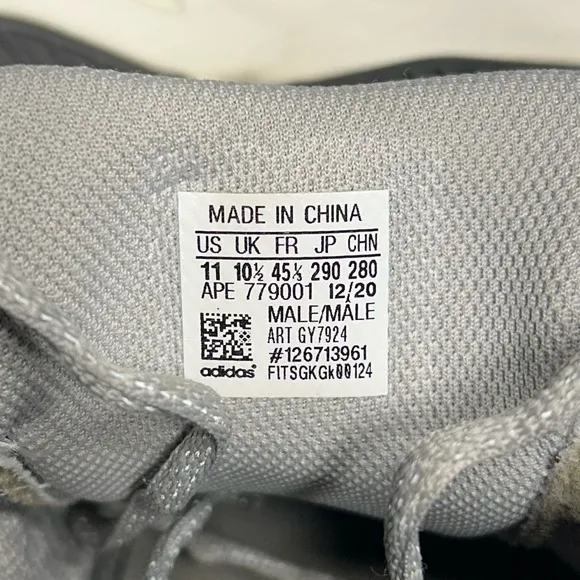 MADE IN CHINA
US UK FR JP CHN
11 10½ 45⅓ 290 280
APE 779001 12/20
MALE/MÂLE
ART GY7924
#126713961
adidas® FITSGKGk00124